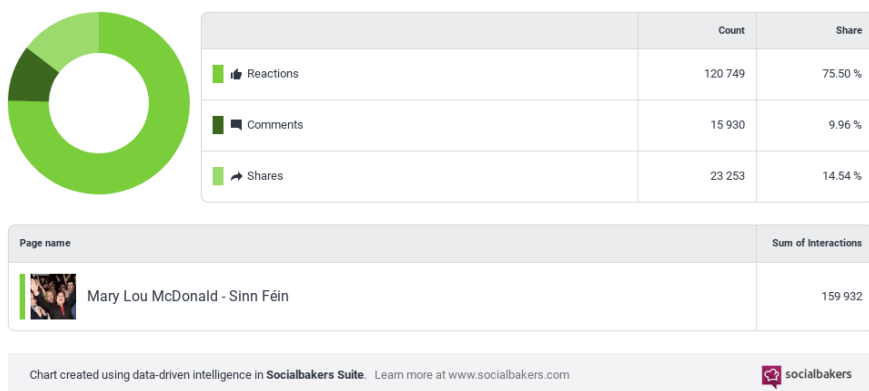 Count Share
Reactions 120 749 75.50 %
Comments 15 930 9.96 %
Shares 23 253 14.54 %
Page name Sum of Interactions
Mary Lou McDonald - Sinn Féin 159 932
Chart created using data-driven intelligence in Socialbakers Suite. Learn more at www.socialbakers.com socialbakers